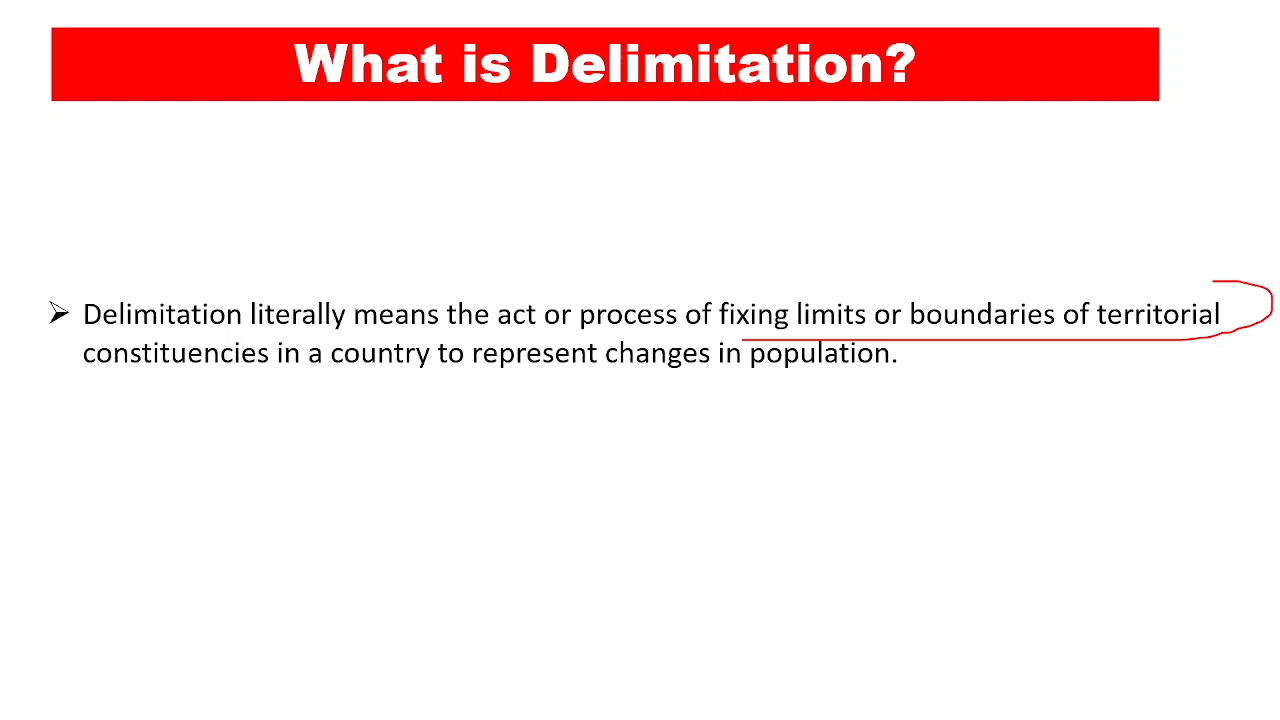 What is Delimitation?
Delimitation literally means the act or process of fixing limits or boundaries of territorial
constituencies in a country to represent changes in population.